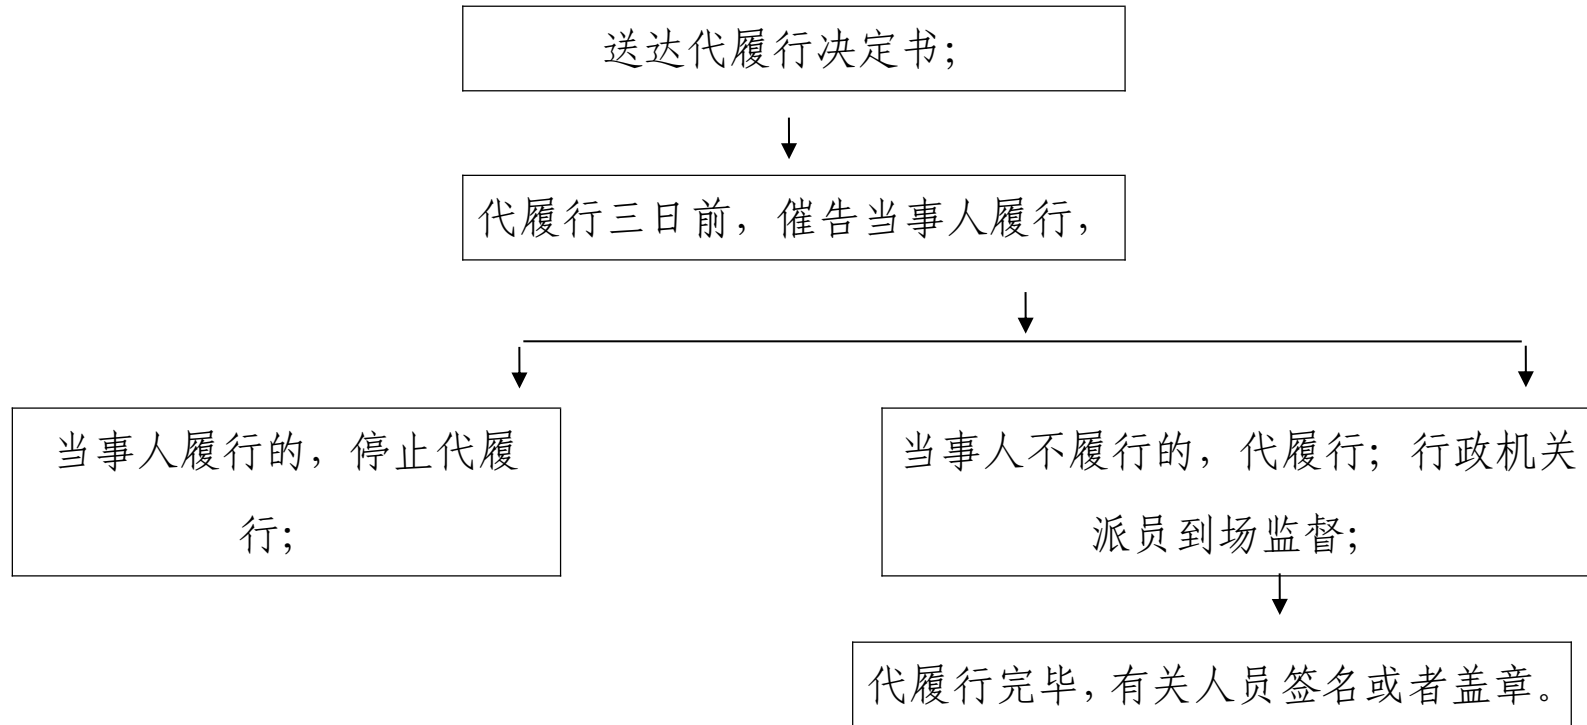 送达代履行决定书；
代履行三日前，催告当事人履行，
当事人履行的，停止代履
行；
当事人不履行的，代履行；行政机关
派员到场监督；
代履行完毕，有关人员签名或者盖章。